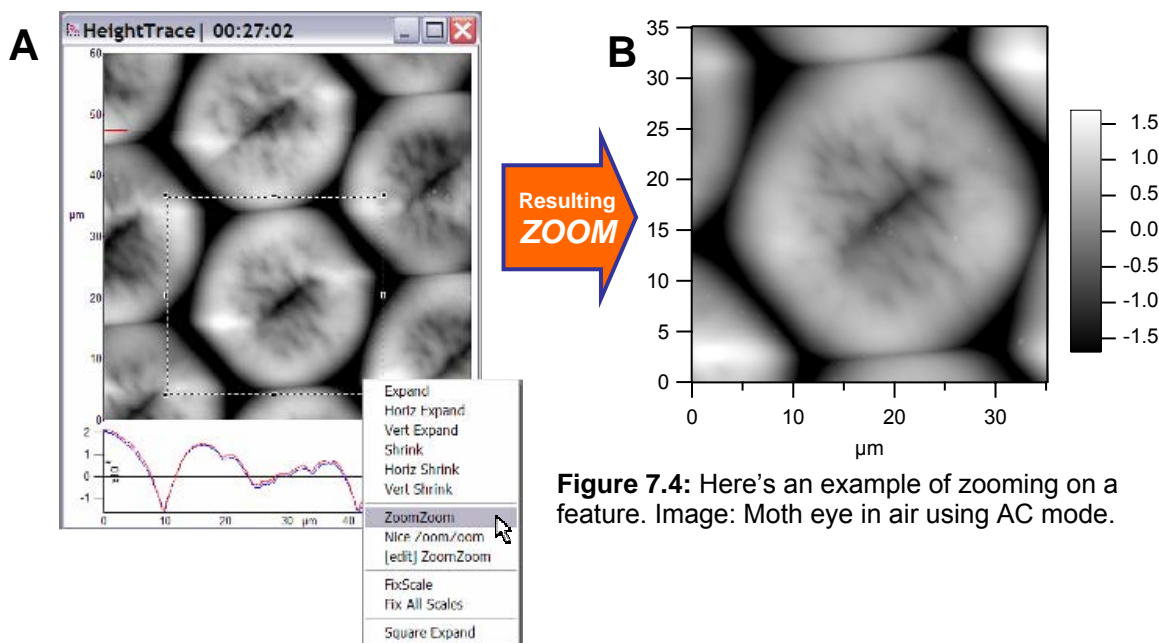 A
HeightTrace | 00:27:02
60
50
40
µm
30
20
10
0
2
1
0
-1
0
10
20
30
µm
40
Expand
Horiz Expand
Vert Expand
Shrink
Horiz Shrink
Vert Shrink
ZoomZoom
Nice ZoomZoom
[edit] ZoomZoom
FixScale
Fix All Scales
Square Expand
Resulting
ZOOM
B
35
30
25
20
15
10
5
0
0
10
20
30
µm
1.5
1.0
0.5
0.0
-0.5
-1.0
-1.5
Figure 7.4: Here’s an example of zooming on a
feature. Image: Moth eye in air using AC mode.